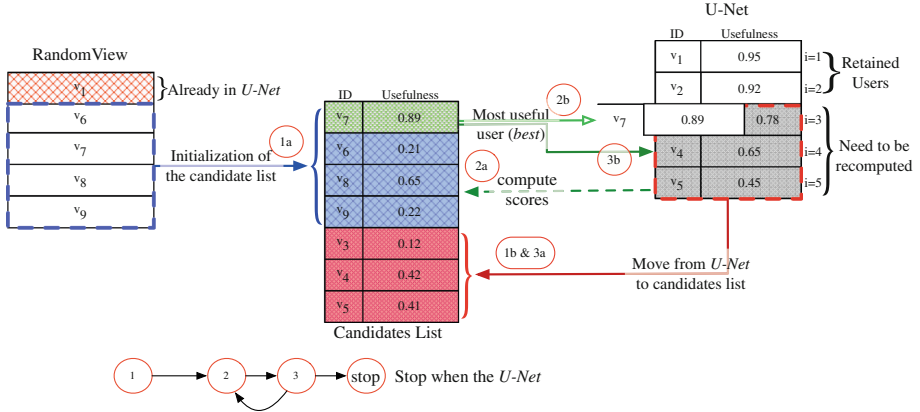 U-Net
ID Usefulness
v1 0.95 i=1
v2 0.92 i=2
Retained
Users
v7 0.89 0.78 i=3
v4 0.65 i=4
v5 0.45 i=5
Need to be
recomputed
RandomView
v1
Already in U-Net
v6
v7
v8
v9
1a
Initialization of
the candidate list
ID Usefulness
v7 0.89
v6 0.21
v8 0.65
v9 0.22
v3 0.12
v4 0.42
v5 0.41
Candidates List
Most useful
user (best)
2b
3b
2a
compute
scores
1b & 3a
Move from U-Net
to candidates list
1 2 3 stop Stop when the U-Net